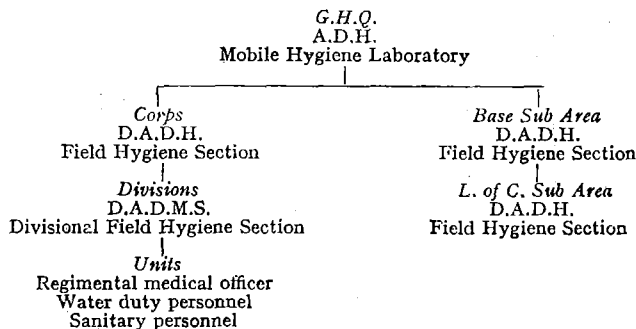 G.H.Q.
A.D.H.
Mobile Hygiene Laboratory
Corps
D.A.D.H.
Field Hygiene Section
Divisions
D.A.D.M.S.
Divisional Field Hygiene Section
Units
Regimental medical officer
Water duty personnel
Sanitary personnel
Base Sub Area
D.A.D.H.
Field Hygiene Section
L. of C. Sub Area
D.A.D.H.
Field Hygiene Section